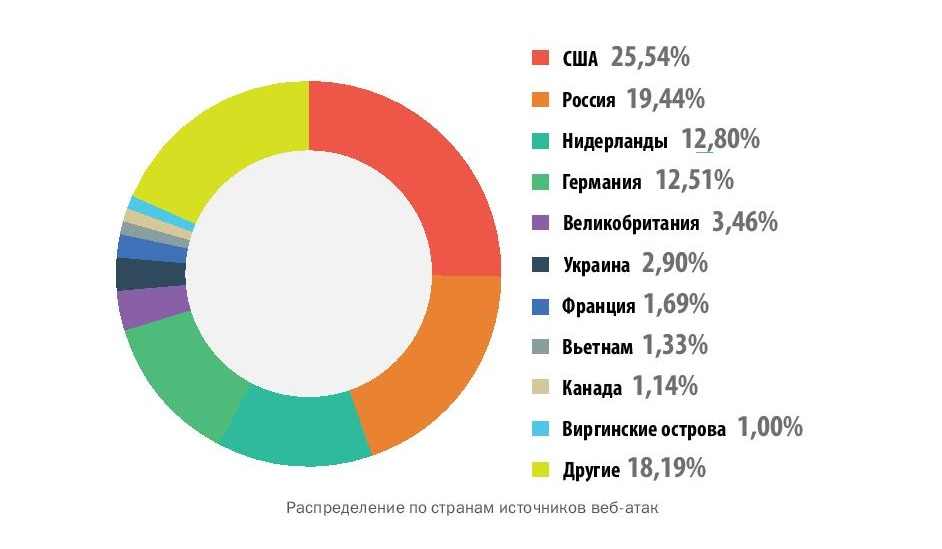 США 25,54%
Россия 19,44%
Нидерланды 12,80%
Германия 12,51%
Великобритания 3,46%
Украина 2,90%
Франция 1,69%
Вьетнам 1,33%
Канада 1,14%
Виргинские острова 1,00%
Другие 18,19%
Распределение по странам источников веб-атак